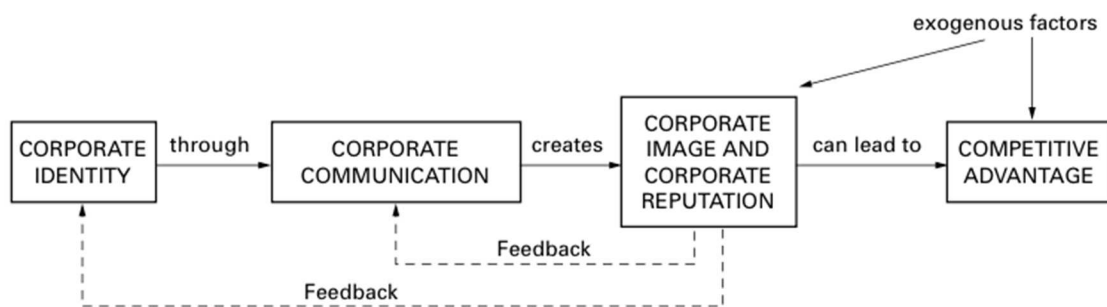 exogenous factors
CORPORATE
IDENTITY
through
CORPORATE
COMMUNICATION
creates
CORPORATE
IMAGE AND
CORPORATE
REPUTATION
can lead to
COMPETITIVE
ADVANTAGE
Feedback
Feedback